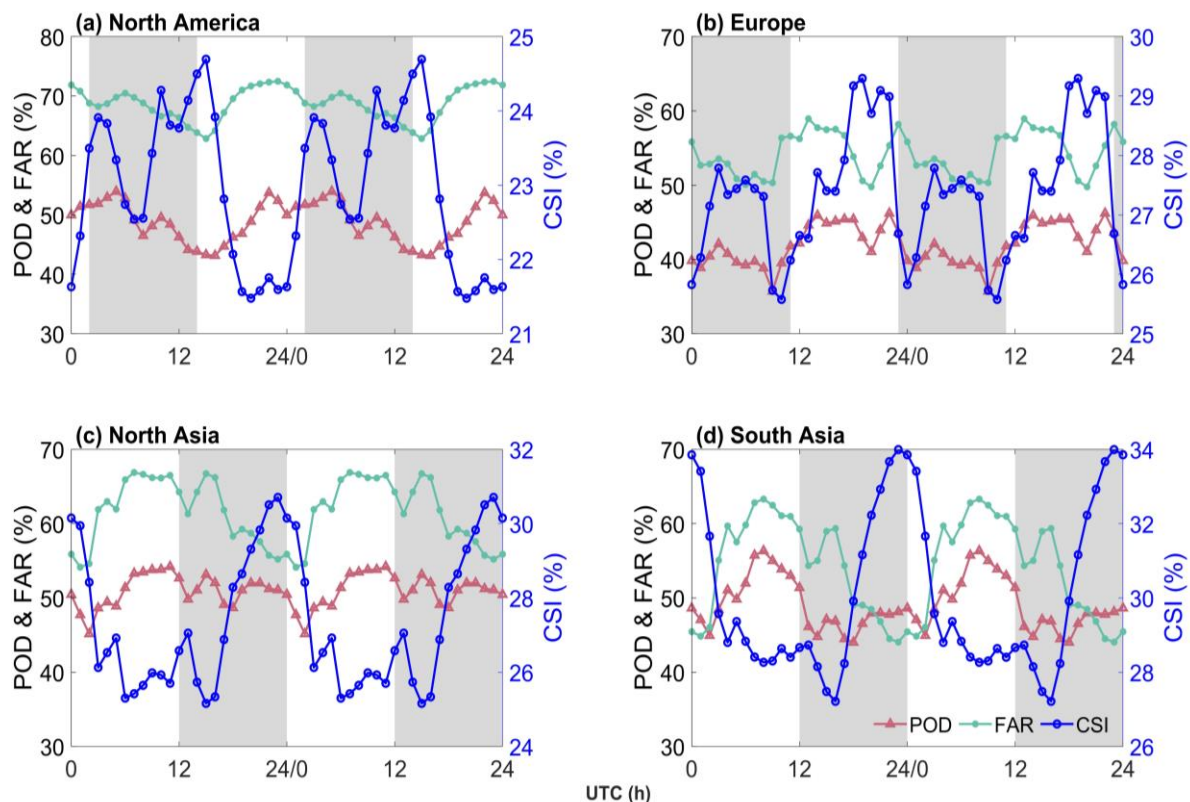 (a) North America
(b) Europe
80
70
60
50
40
30
POD & FAR (%)
25
24
23
22
21
CSI (%)
0 12 24/0 12 24
70
60
50
40
30
POD & FAR (%)
30
29
28
27
26
25
CSI (%)
0 12 24/0 12 24
(c) North Asia
(d) South Asia
70
60
50
40
30
POD & FAR (%)
32
30
28
26
24
CSI (%)
0 12 24/0 12 24
70
60
50
40
30
POD & FAR (%)
34
32
30
28
26
CSI (%)
POD FAR CSI
0 12 24/0 12 24
UTC (h)